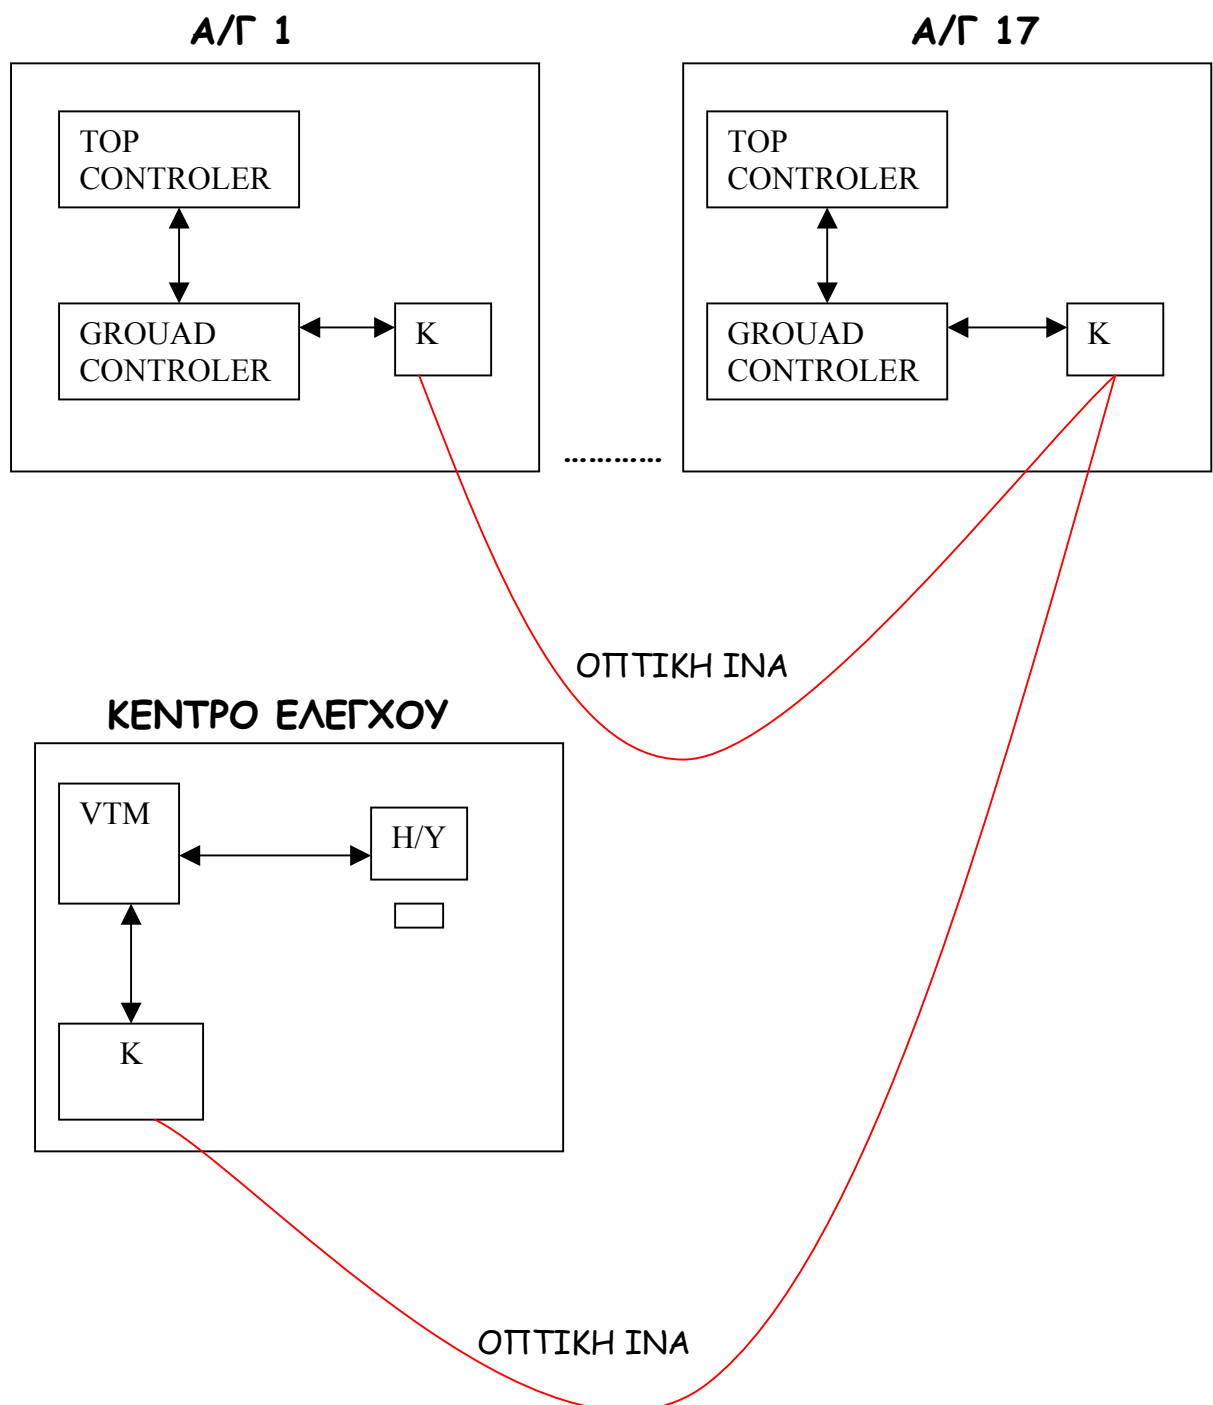 Α/Γ 1
Α/Γ 17
TOP
CONTROLER
TOP
CONTROLER
GROUAD
CONTROLER
K
GROUAD
CONTROLER
K
…………
ΟΠΤΙΚΗ ΙΝΑ
ΚΕΝΤΡΟ ΕΛΕΓΧΟΥ
VTM
Η/Υ
K
ΟΠΤΙΚΗ ΙΝΑ